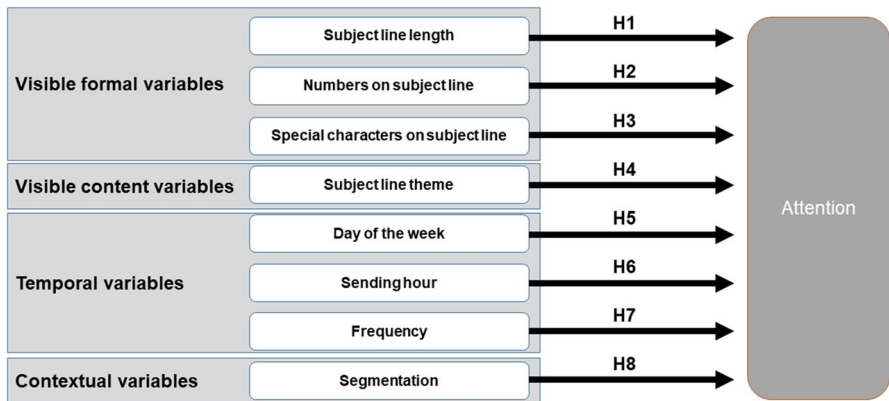 Visible formal variables
Subject line length
H1
Numbers on subject line
H2
Special characters on subject line
H3
Visible content variables
Subject line theme
H4
Temporal variables
Day of the week
H5
Sending hour
H6
Frequency
H7
Contextual variables
Segmentation
H8
Attention